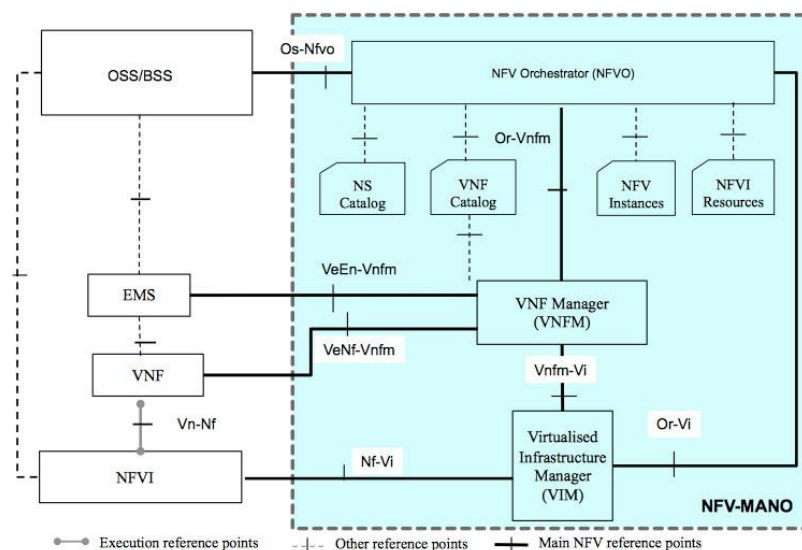 Os-Nfvo
OSS/BSS
NFV Orchestrator (NFVO)
Or-Vnfm
NS
Catalog
VNF
Catalog
NFV
Instances
NFVI
Resources
VeEn-Vnfm
EMS
VNF Manager
(VNFM)
VeNf-Vnfm
VNF
Vnfm-Vi
Vn-Nf
Virtualised
Infrastructure
Manager
(VIM)
Or-Vi
Nf-Vi
NFVI
NFV-MANO
Execution reference points
Other reference points
Main NFV reference points